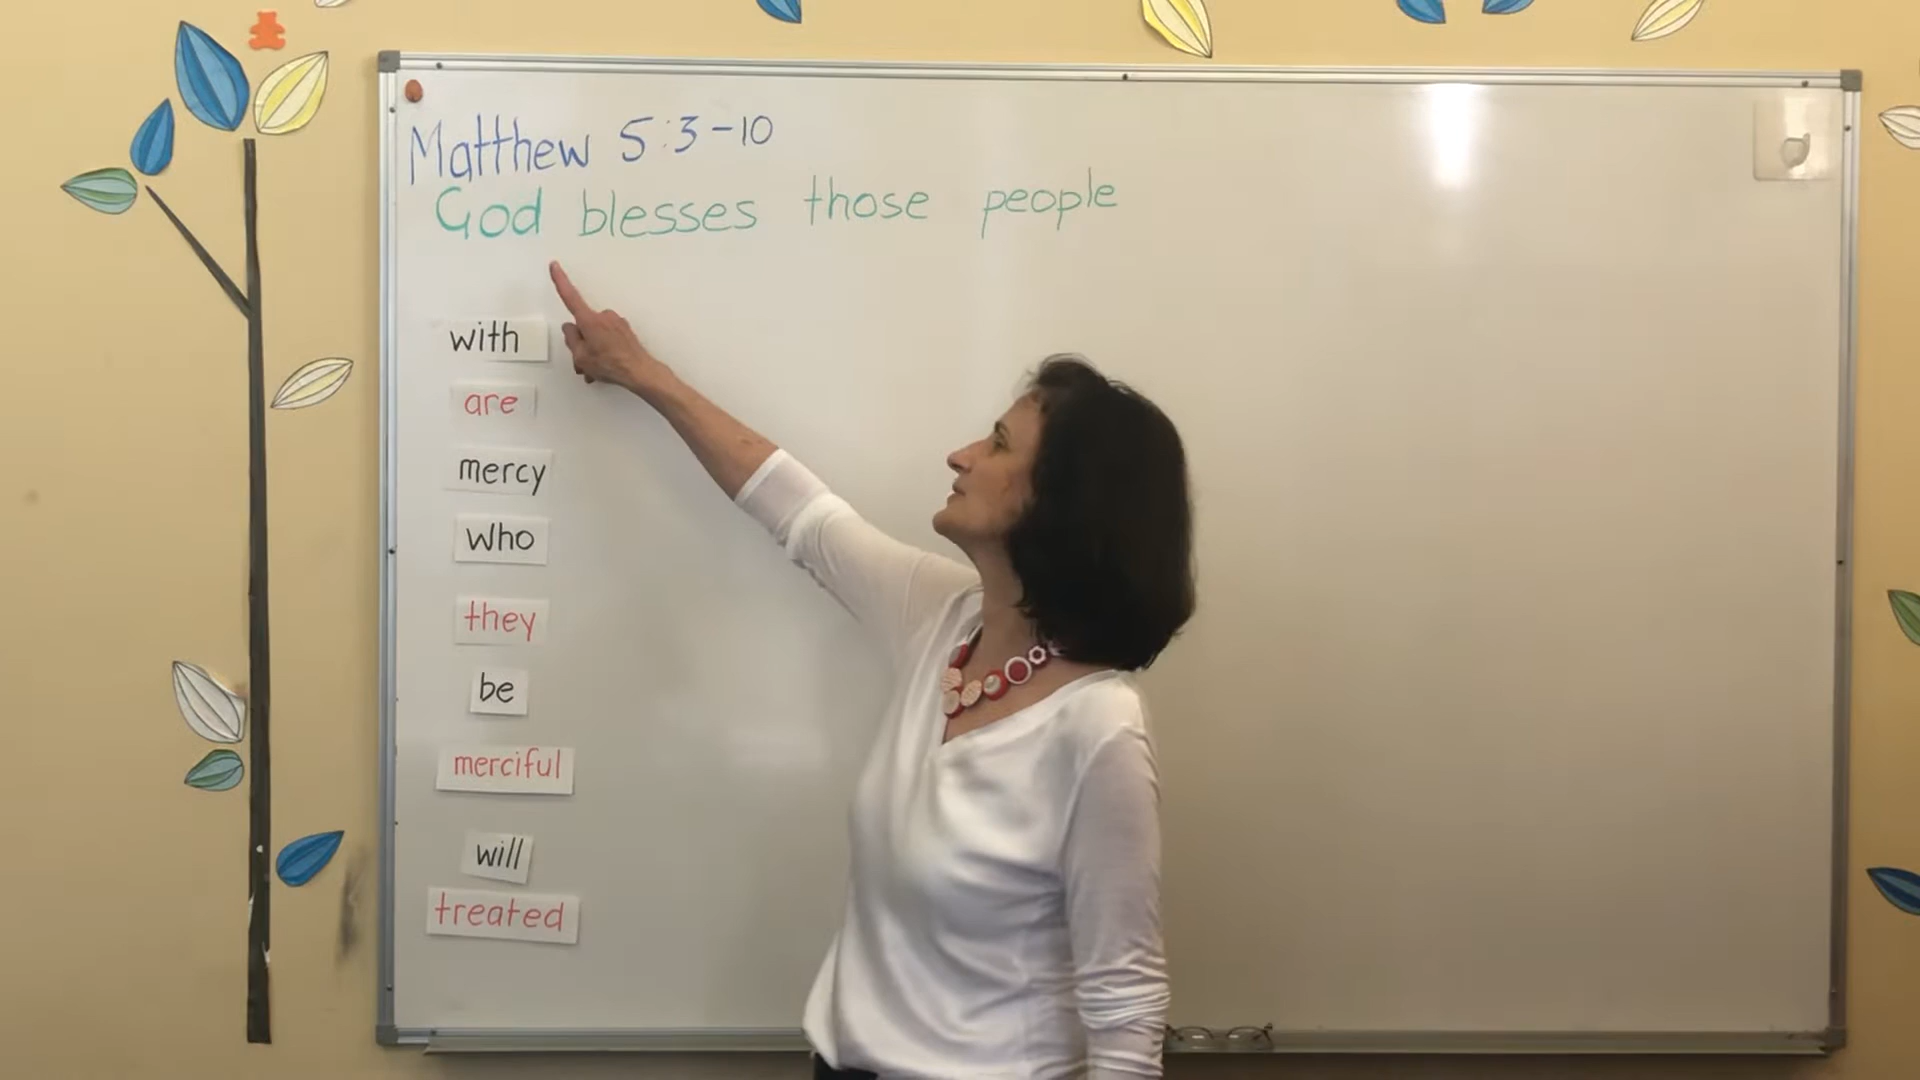 Matthew 5:3-10
God blesses those people
with
are
mercy
who
they
be
merciful
will
treated